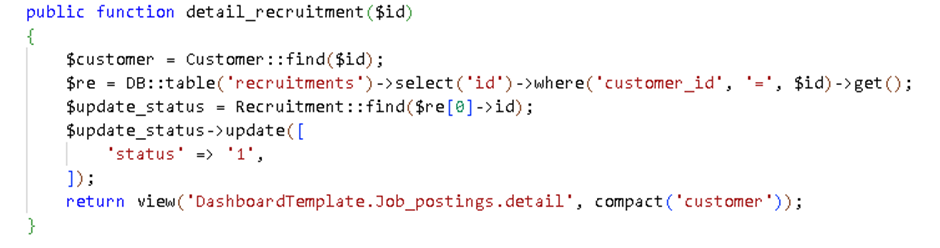 public function detail_recruitment($id)
{
$customer = Customer::find($id);
$re = DB::table('recruitments')->select('id')->where('customer_id', '=', $id)->get();
$update_status = Recruitment::find($re[0]->id);
$update_status->update([
'status' => '1',
]);
return view('DashboardTemplate.Job_postings.detail', compact('customer'));
}